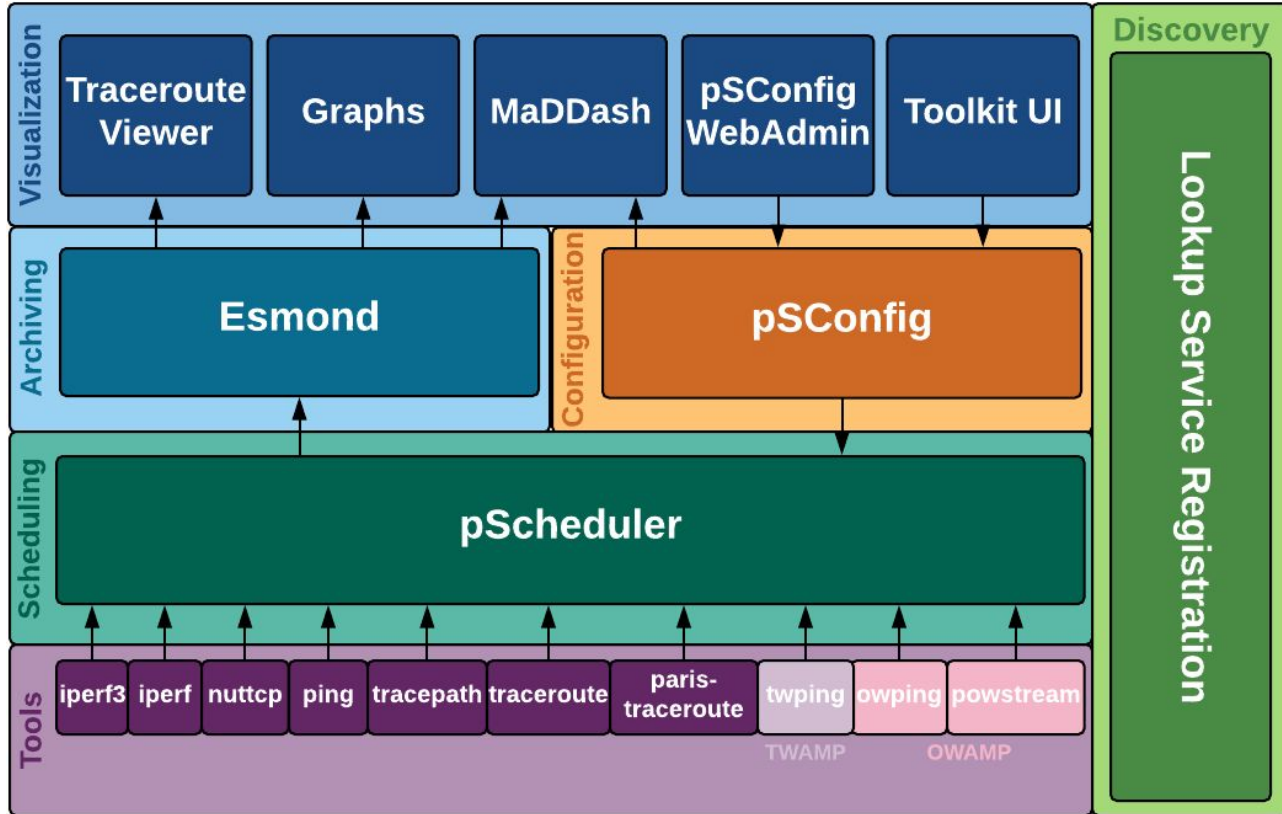 Visualization
Traceroute
Viewer
Graphs
MaDDash
pSConfig
WebAdmin
Toolkit UI
Archiving
Esmond
Configuration
pSConfig
Scheduling
pScheduler
Tools
iperf3
iperf
nuttcp
ping
tracepath
traceroute
paris-
traceroute
twping
owping
powstream
TWAMP
OWAMP
Discovery
Lookup Service Registration